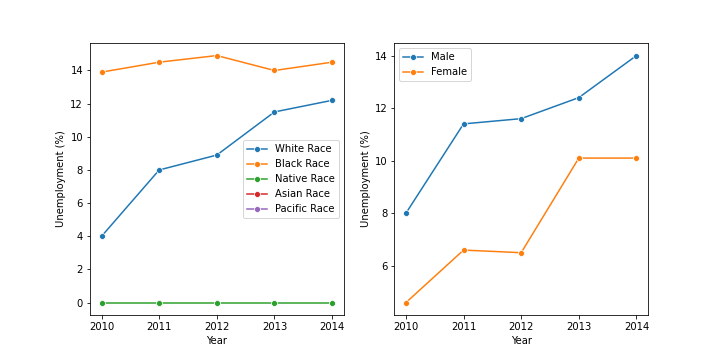 14
12
10
8
6
4
2
0
Unemployment (%)
2010 2011 2012 2013 2014
Year
White Race
Black Race
Native Race
Asian Race
Pacific Race
14
12
10
8
6
Unemployment (%)
2010 2011 2012 2013 2014
Year
Male
Female